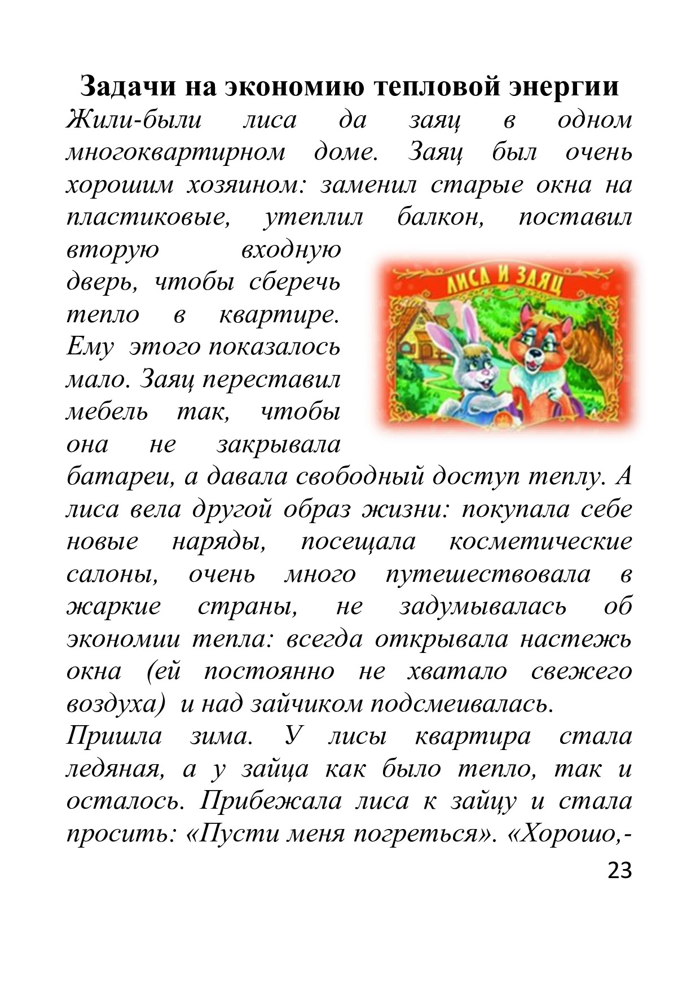 Задачи на экономию тепловой энергии
Жили-были лиса да заяц в одном
многоквартирном доме. Заяц был очень
хорошим хозяином: заменил старые окна на
пластиковые, утеплил балкон, поставил
вторую входную
дверь, чтобы сберечь
тепло в квартире.
Ему этого показалось
мало. Заяц переставил
мебель так, чтобы
она не закрывала
ЛИСА И ЗАЯЦ
батареи, а давала свободный доступ теплу. А
лиса вела другой образ жизни: покупала себе
новые наряды, посещала косметические
салоны, очень много путешествовала в
жаркие страны, не задумывалась об
экономии тепла: всегда открывала настежь
окна (ей постоянно не хватало свежего
воздуха) и над зайчиком подсмеивалась.
Пришла зима. У лисы квартира стала
ледяная, а у зайца как было тепло, так и
осталось. Прибежала лиса к зайцу и стала
просить: «Пусти меня погреться». «Хорошо,-
23